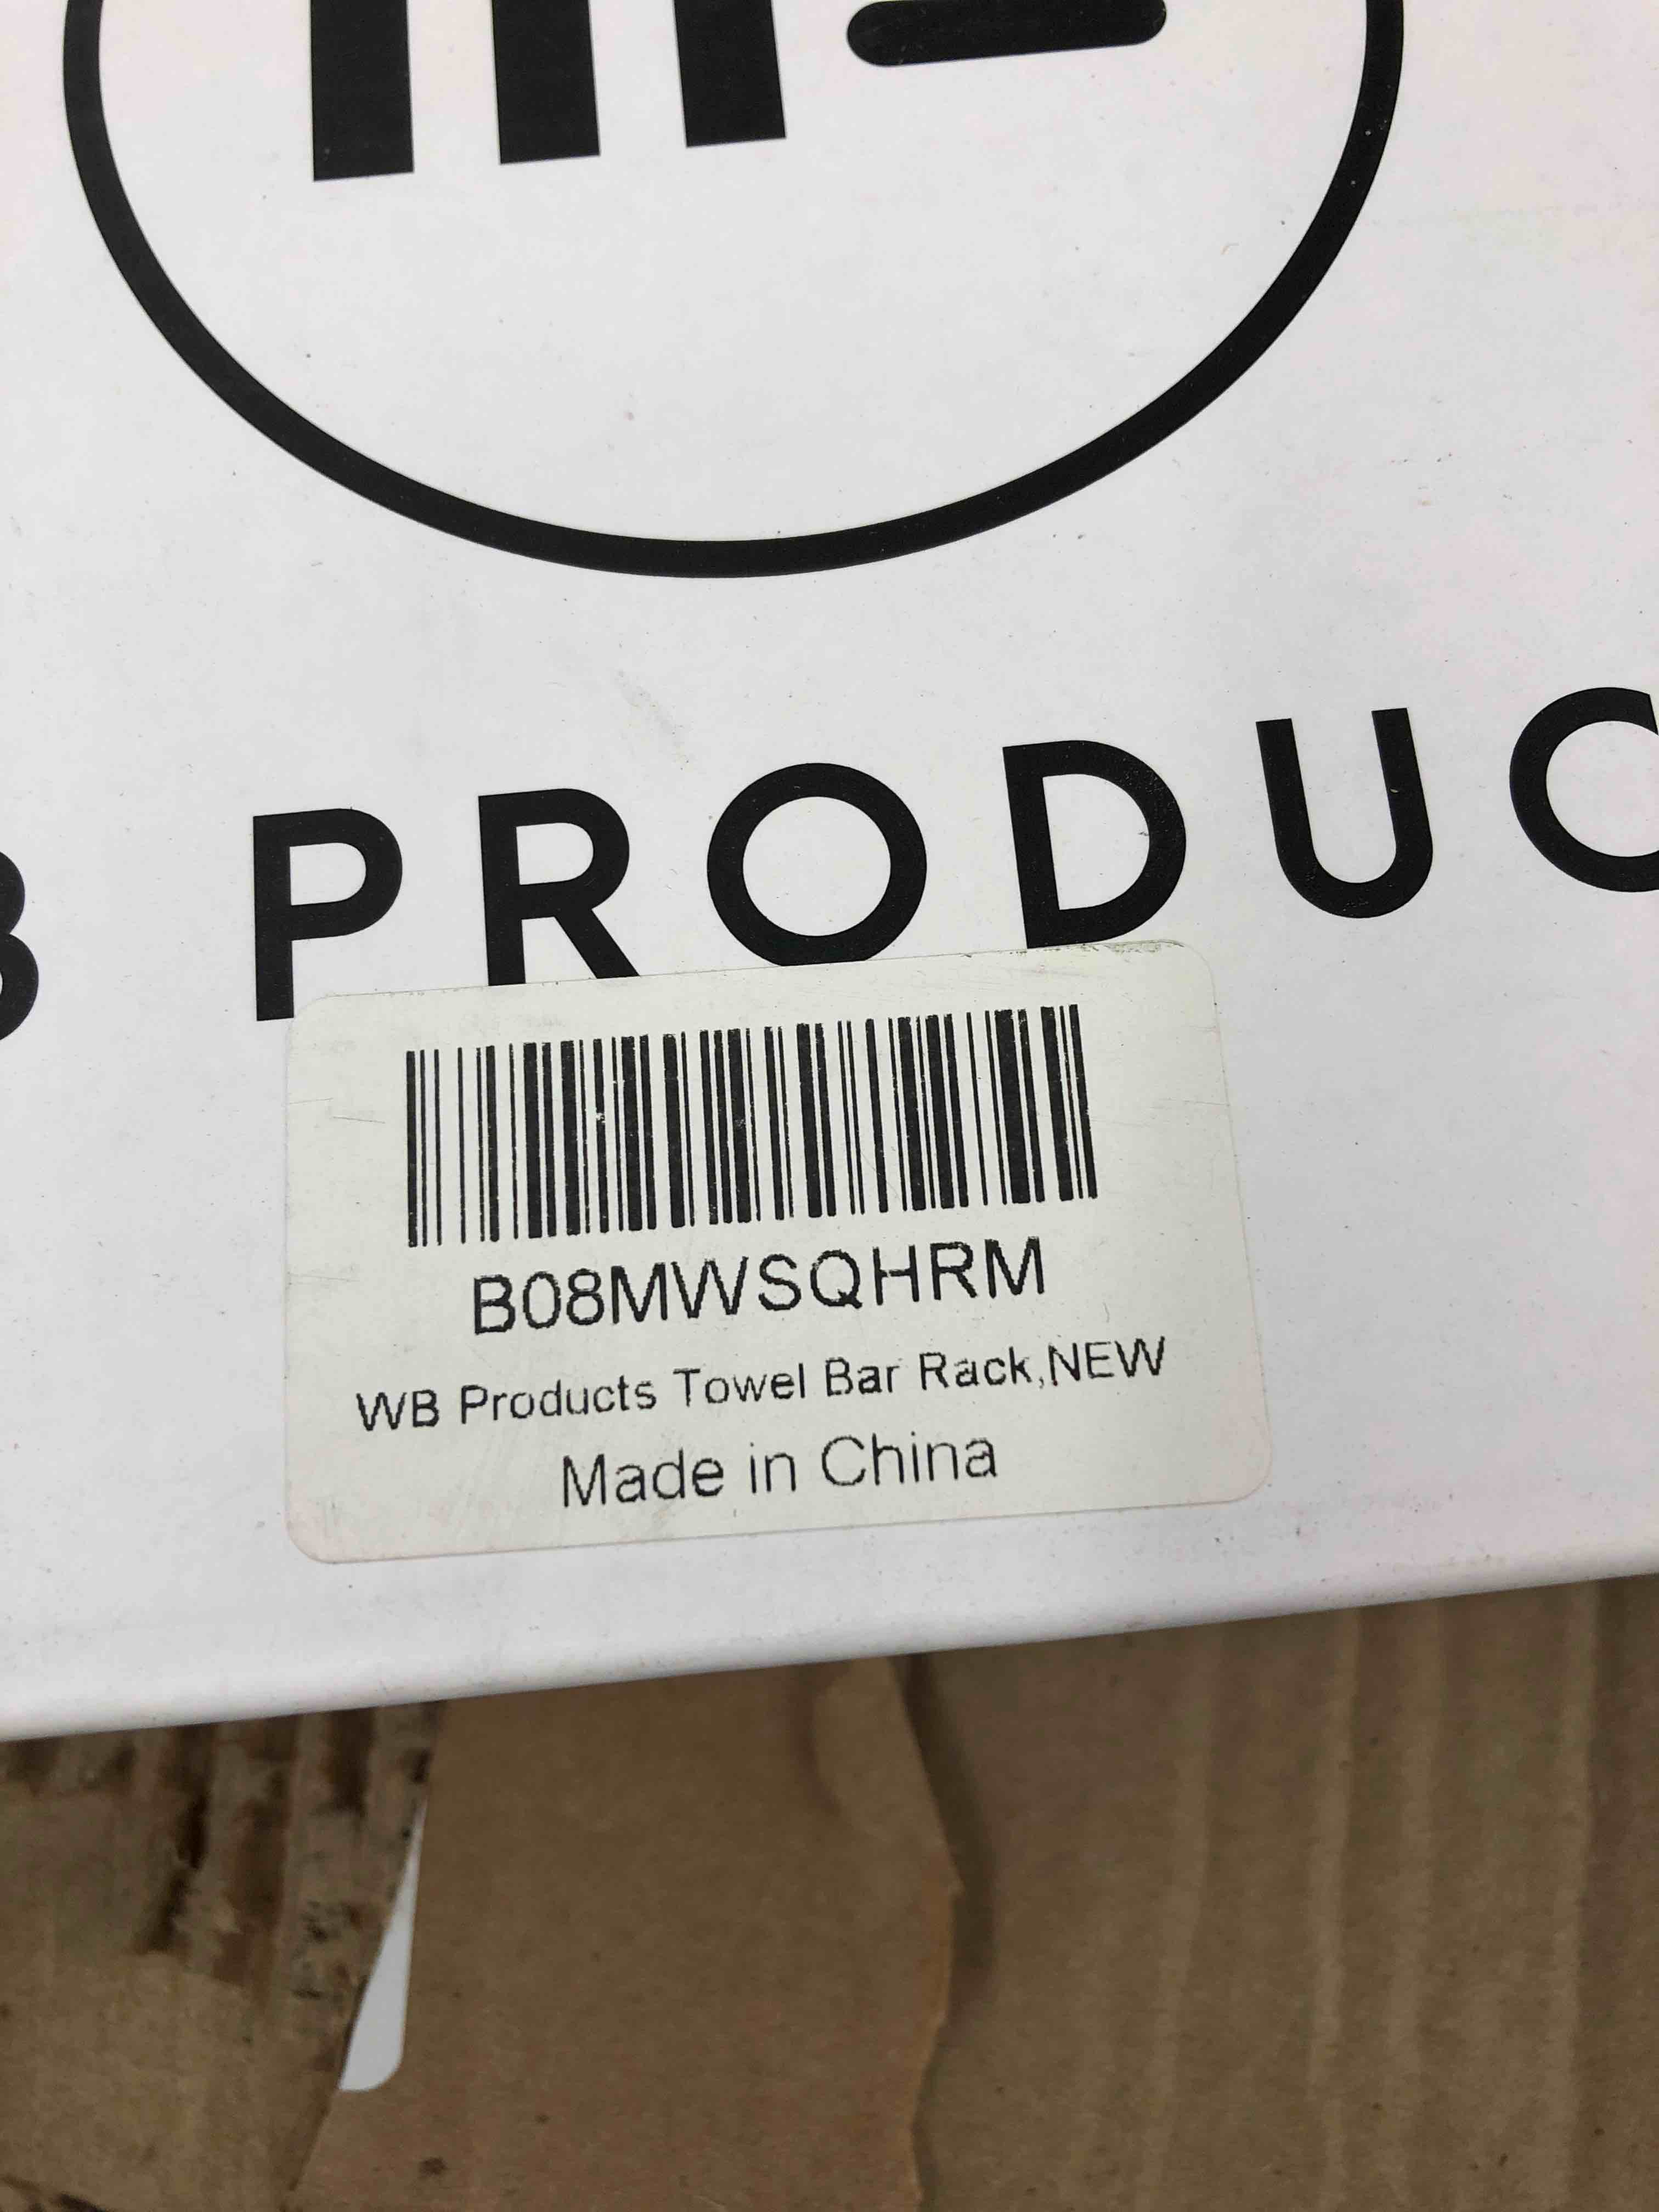 B PRODUC
B08MWSQHRM
WB Products Towel Bar Rack,NEW
Made in China